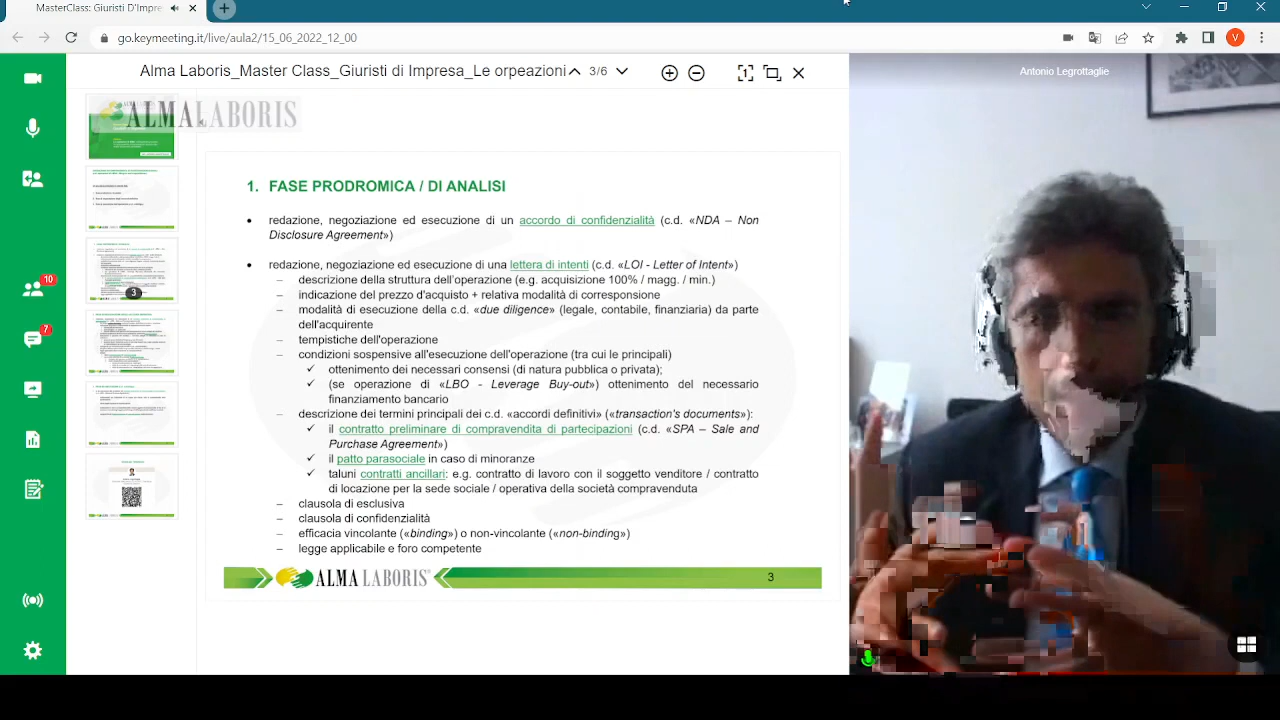 MasterClass: Giuristi D'Impre
go.keymeeting.it/live/aula2/15_06_2022_12_00
V
Alma Laboris_Master Class_Giuristi di Impresa_Le orpeazioni
3/6
Antonio Legrottaglie
ALMA LABORIS
10
7
3
1. FASE PRODROMICA / DI ANALISI
• redazione, negoziazione ed esecuzione di un accordo di confidenzialità (c.d. «NDA – Non
Disclosure Agreement»)
• redazione, negoziazione ed esecuzione di una lettera di intenti (c.d. «LOI - Letter of Intent»)
– descrizione della struttura dell'operazione (e.g. acquisizione 100% / magg. / min.)
– indicazione del prezzo d'acquisto + relativa modalità di corresponsione
– modalità di esecuzione della c.d. «due diligence» (legale, contabile, finanziaria) da parte
dell'acquirente
– tempistiche dell'operazione
– condizioni sospensive all'esecuzione dell'operazione (tra cui le principali)
✓ ottenimento dei necessari consensi (di natura pubblica o privata);
✓ (se operazione di «LBO - Leveraged Buy-out») ottenimento del necessario
finanziamento bancario
– definizione dei termini principali dei c.d. «accordi definitivi» («transaction's documents»):
✓ il contratto preliminare di compravendita di partecipazioni (c.d. «SPA – Sale and
Purchase Agreement»)
✓ il patto parasociale in caso di minoranze
✓ taluni contratti ancillari: e.g. contratto di lavoro con il soggetto venditore / contratto
di locazione per la sede sociale / operativa della società compravenduta
– clausola di esclusiva
– clausola di confidenzialità
– efficacia vincolante («binding») o non-vincolante («non-binding»)
– legge applicabile e foro competente
ALMA LABORIS
3